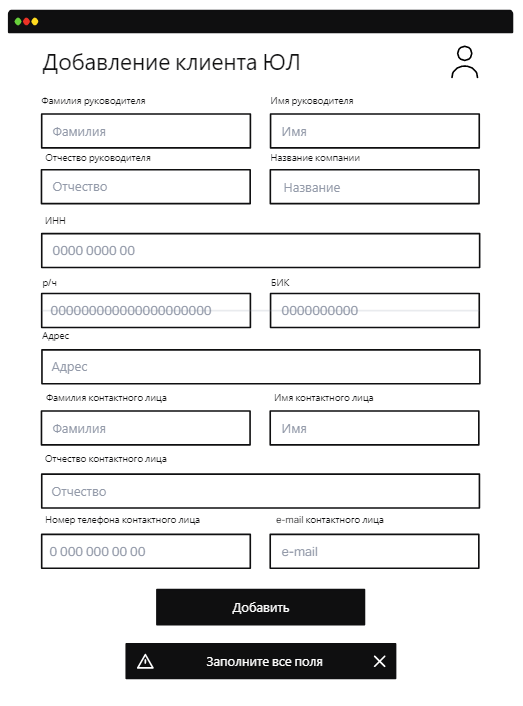 Добавление клиента ЮЛ
Фамилия руководителя
Имя руководителя
Фамилия
Имя
Отчество руководителя
Название компании
Отчество
Название
ИНН
0000 0000 00
р/ч
БИК
00000000000000000000
0000000000
Адрес
Адрес
Фамилия контактного лица
Имя контактного лица
Фамилия
Имя
Отчество контактного лица
Отчество
Номер телефона контактного лица
e-mail контактного лица
0 000 000 00 00
e-mail
Добавить
Заполните все поля